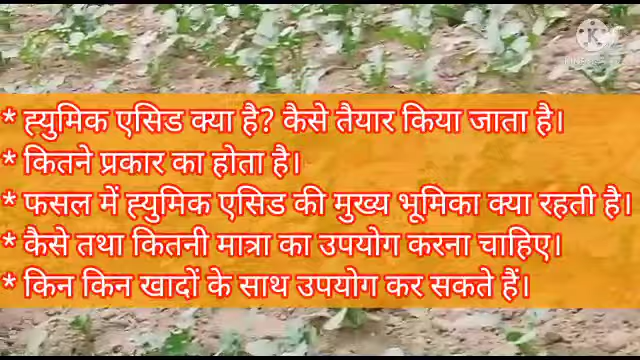 * ह्युमिक एसिड क्या है? कैसे तैयार किया जाता है।
* कितने प्रकार का होता है।
* फसल में ह्युमिक एसिड की मुख्य भूमिका क्या रहती है।
* कैसे तथा कितनी मात्रा का उपयोग करना चाहिए।
* किन किन खादों के साथ उपयोग कर सकते हैं।